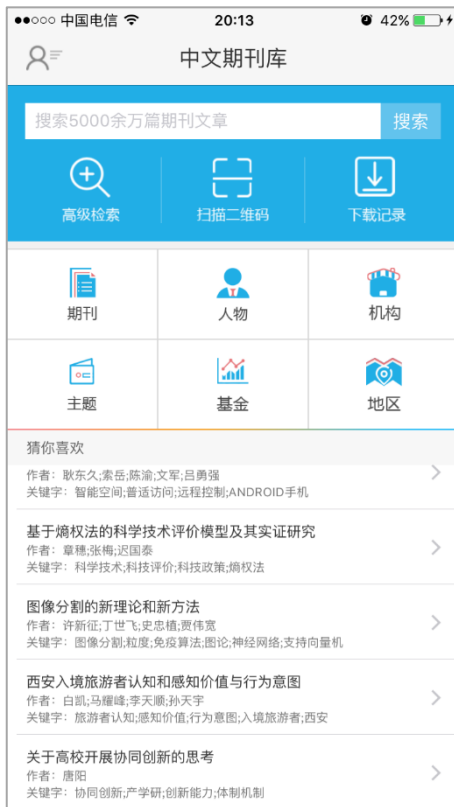 中国电信 20:13 42%
中文期刊库
搜索5000余万篇期刊文章 搜索
高级检索 扫描二维码 下载记录
期刊 人物 机构
主题 基金 地区
猜你喜欢
作者：耿东久;索岳;陈渝;文军;吕勇强
关键字：智能空间;普适访问;远程控制;ANDROID手机
基于熵权法的科学技术评价模型及其实证研究
作者：章穗;张梅;迟国泰
关键字：科学技术;科技评价;科技政策;熵权法
图像分割的新理论和新方法
作者：许新征;丁世飞;史忠植;贾伟宽
关键字：图像分割;粒度;免疫算法;图论;神经网络;支持向量机
西安入境旅游者认知和感知价值与行为意图
作者：白凯;马耀峰;李天顺;孙天宇
关键字：旅游者认知;感知价值;行为意图;入境旅游者;西安
关于高校开展协同创新的思考
作者：唐阳
关键字：协同创新;产学研;创新能力;体制机制